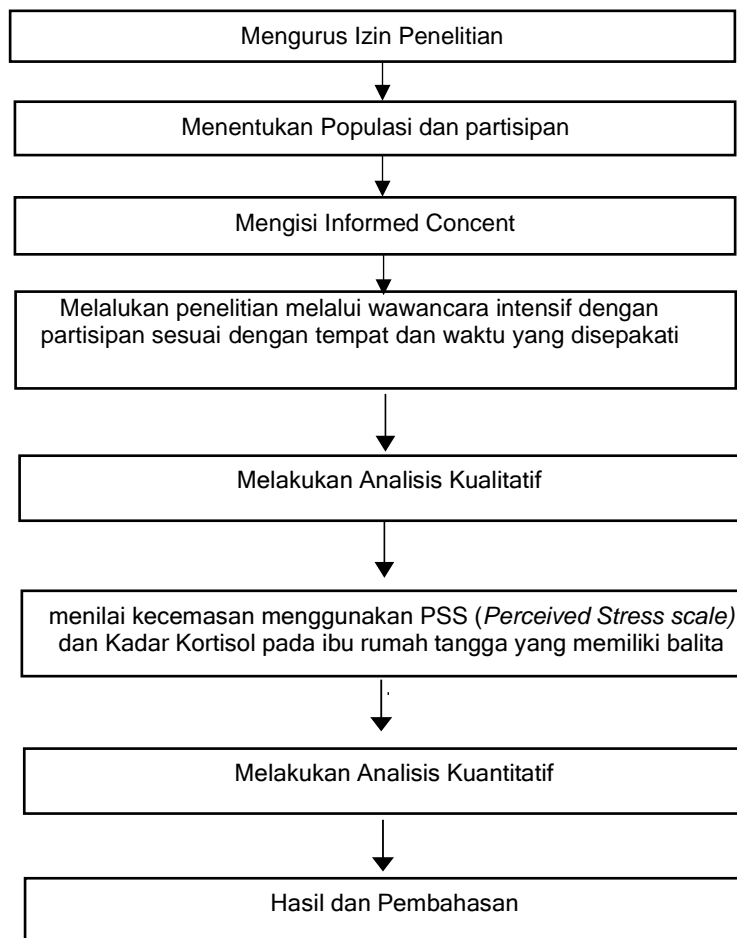 Mengurus Izin Penelitian
Menentukan Populasi dan partisipan
Mengisi Informed Concent
Melalukan penelitian melalui wawancara intensif dengan
partisipan sesuai dengan tempat dan waktu yang disepakati
Melakukan Analisis Kualitatif
menilai kecemasan menggunakan PSS (Perceived Stress scale)
dan Kadar Kortisol pada ibu rumah tangga yang memiliki balita
Melakukan Analisis Kuantitatif
Hasil dan Pembahasan